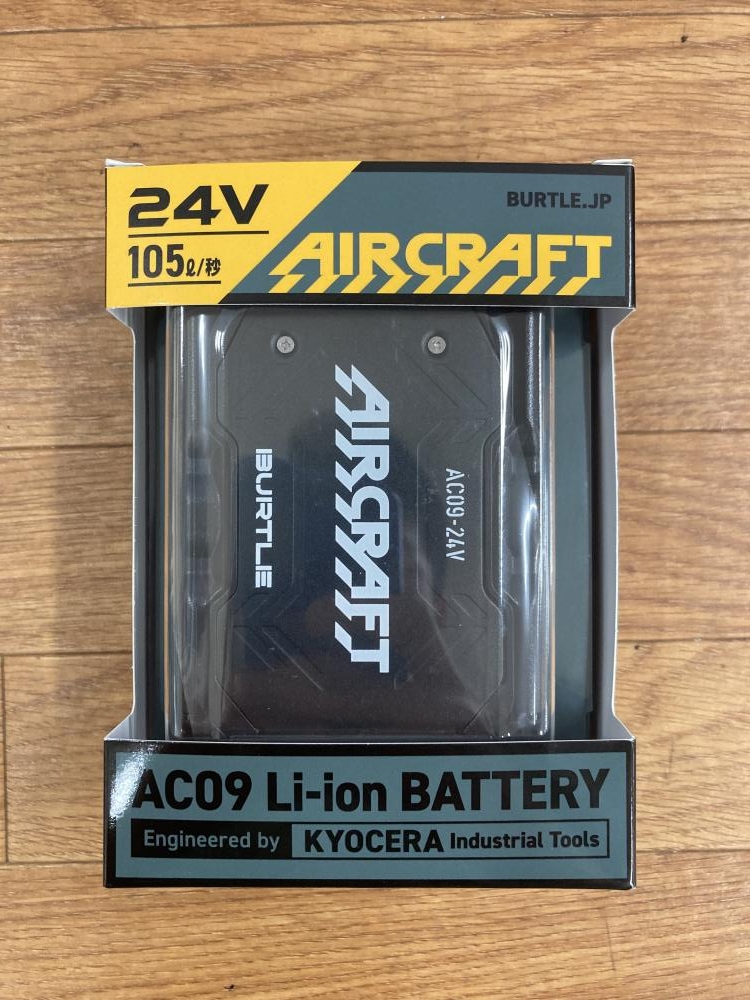 24V
105ℓ/秒
BURTLE.JP
AIRCRAFT
AIRCRAFT
BURTLE
AC09-24V
AC09 Li-ion BATTERY
Engineered by KYOCERA Industrial Tools